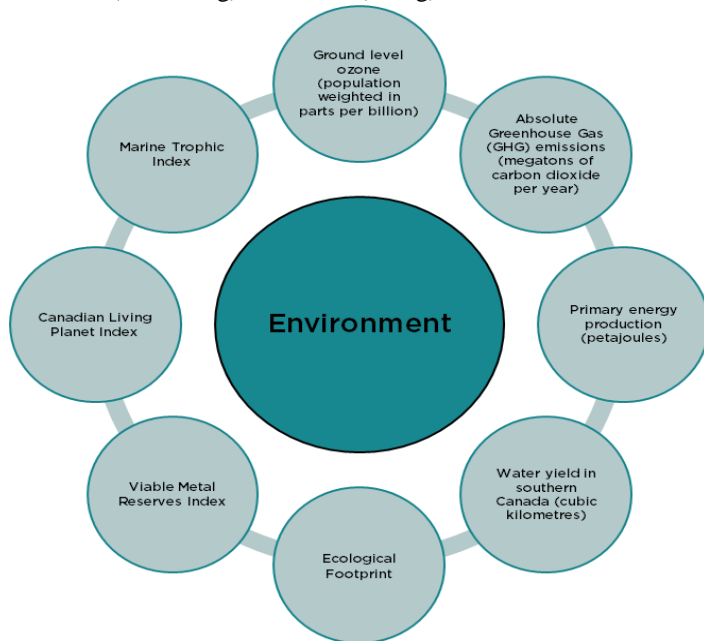 Ground level
ozone
(population
weighted in
parts per billion)
Absolute
Greenhouse Gas
(GHG) emissions
(megatons of
carbon dioxide
per year)
Primary energy
production
(petajoules)
Water yield in
southern
Canada (cubic
kilometres)
Ecological
Footprint
Viable Metal
Reserves Index
Canadian Living
Planet Index
Marine Trophic
Index
Environment